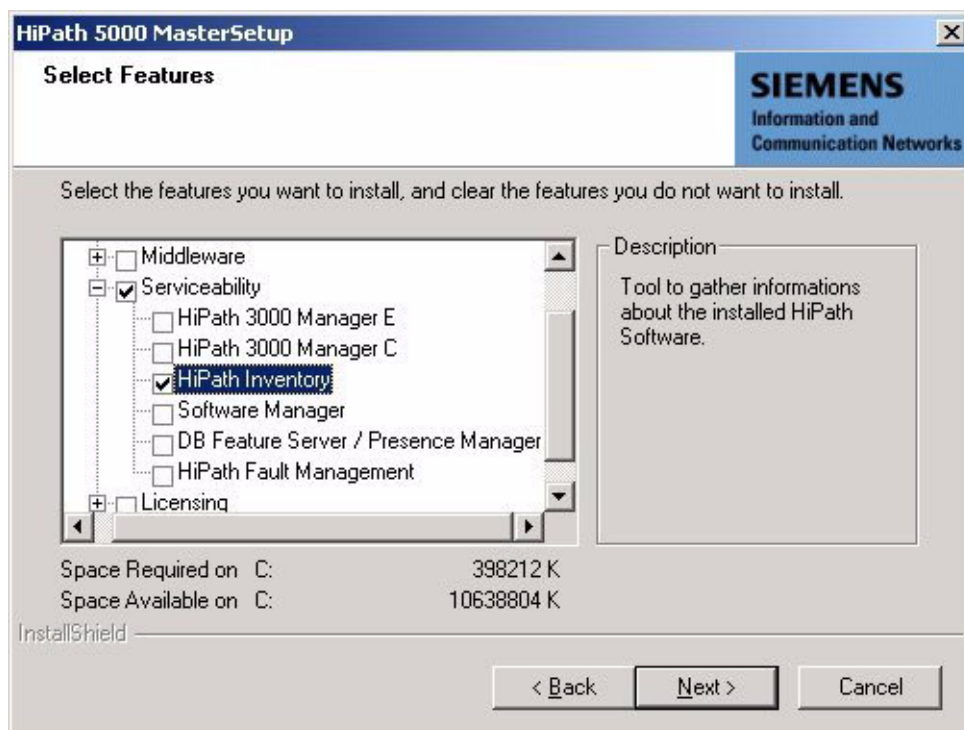 HiPath 5000 MasterSetup
Select Features
SIEMENS
Information and
Communication Networks
Select the features you want to install, and clear the features you do not want to install.
Middleware
Serviceability
HiPath 3000 Manager E
HiPath 3000 Manager C
HiPath Inventory
Software Manager
DB Feature Server / Presence Manager
HiPath Fault Management
Licensing
Description
Tool to gather informations
about the installed HiPath
Software.
Space Required on C: 398212 K
Space Available on C: 10638804 K
InstallShield
< Back Next > Cancel